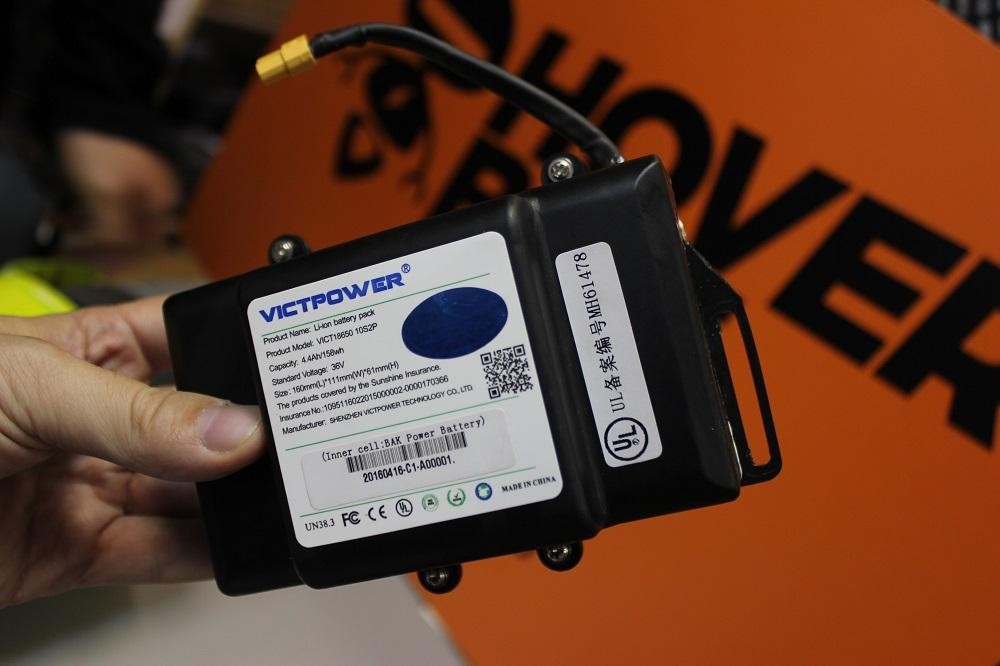 HOVER
VICTPOWER®
Product Name: Li-ion battery pack
Product Model: VICT18650 10S2P
Capacity: 4.4Ah/158wh
Standard Voltage: 36V
Size: 160mm(L)*111mm(W)*61mm(H)
The products covered by the Sunshine Insurance.
Insurance No.:1095116022015000002-0000170366
Manufacturer: SHENZHEN VICTPOWER TECHNOLOGY CO., LTD.
(Inner cell:BAK Power Battery)
20160416-C1-A00001.
UN38.3 FC CE UL MADE IN CHINA
UL备案编号MH61478
UL®